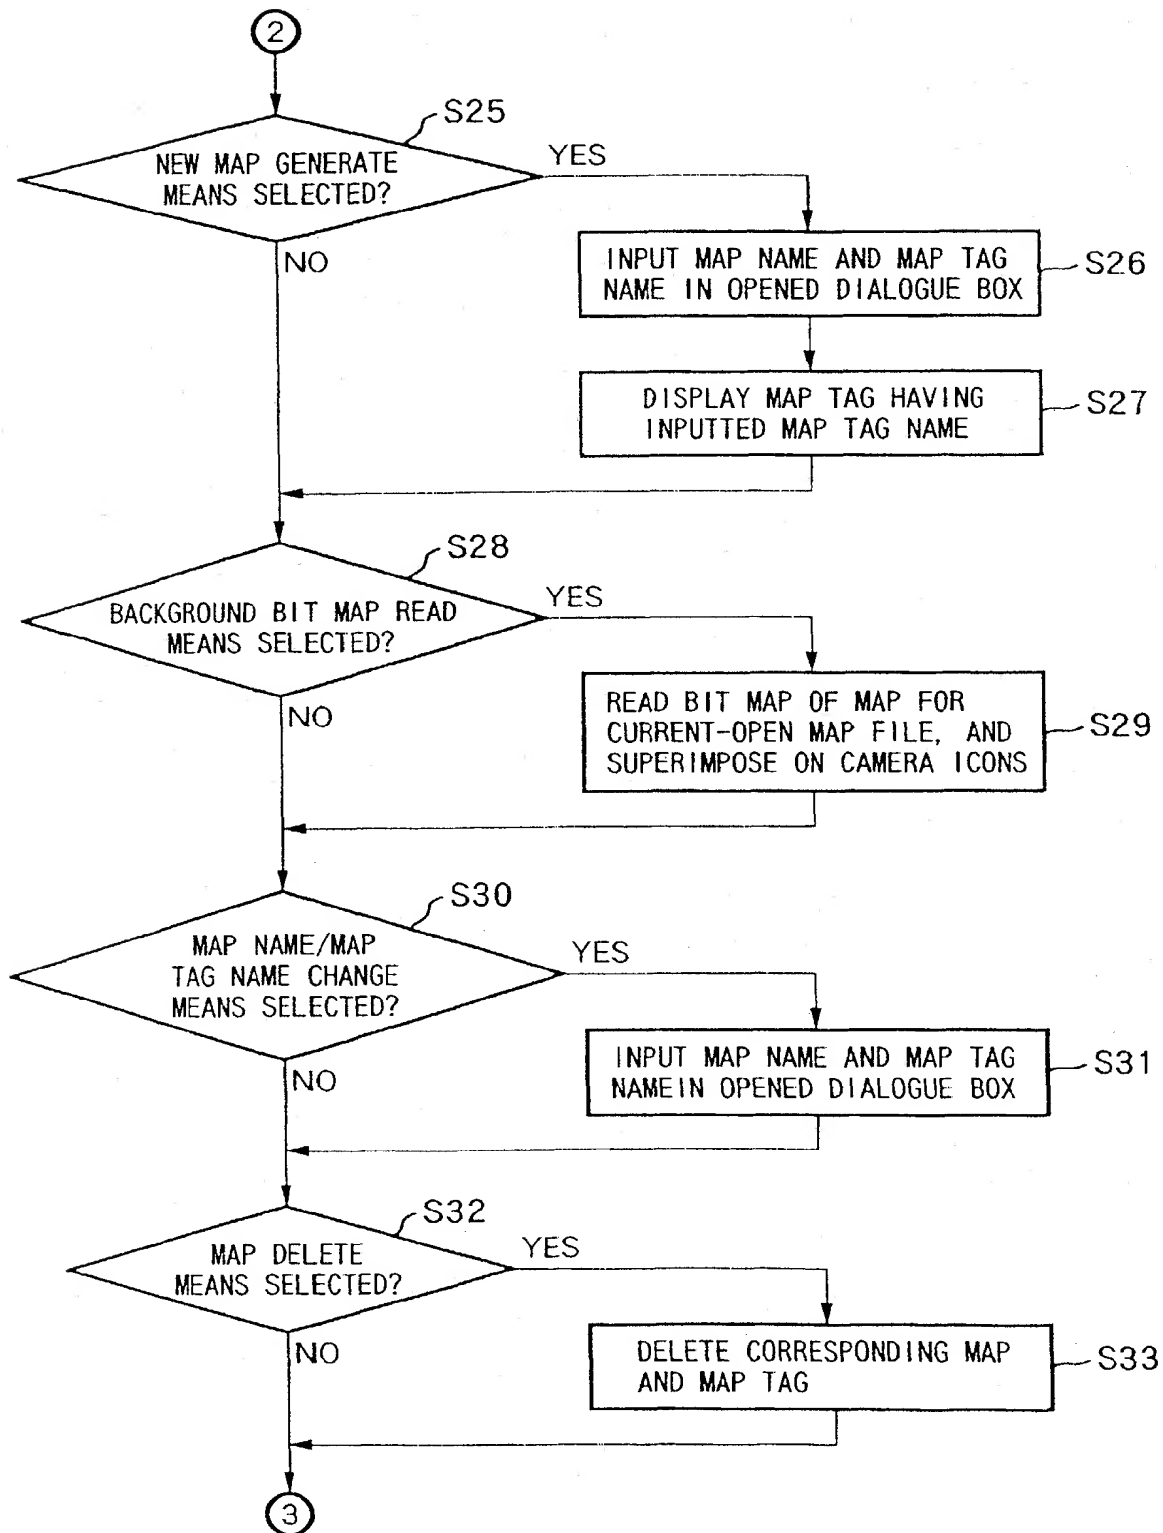 2
S25
NEW MAP GENERATE
MEANS SELECTED?
YES
NO
INPUT MAP NAME AND MAP TAG
NAME IN OPENED DIALOGUE BOX
S26
DISPLAY MAP TAG HAVING
INPUTTED MAP TAG NAME
S27
S28
BACKGROUND BIT MAP READ
MEANS SELECTED?
YES
NO
READ BIT MAP OF MAP FOR
CURRENT-OPEN MAP FILE, AND
SUPERIMPOSE ON CAMERA ICONS
S29
S30
MAP NAME/MAP
TAG NAME CHANGE
MEANS SELECTED?
YES
NO
INPUT MAP NAME AND MAP TAG
NAMEIN OPENED DIALOGUE BOX
S31
S32
MAP DELETE
MEANS SELECTED?
YES
NO
DELETE CORRESPONDING MAP
AND MAP TAG
S33
3